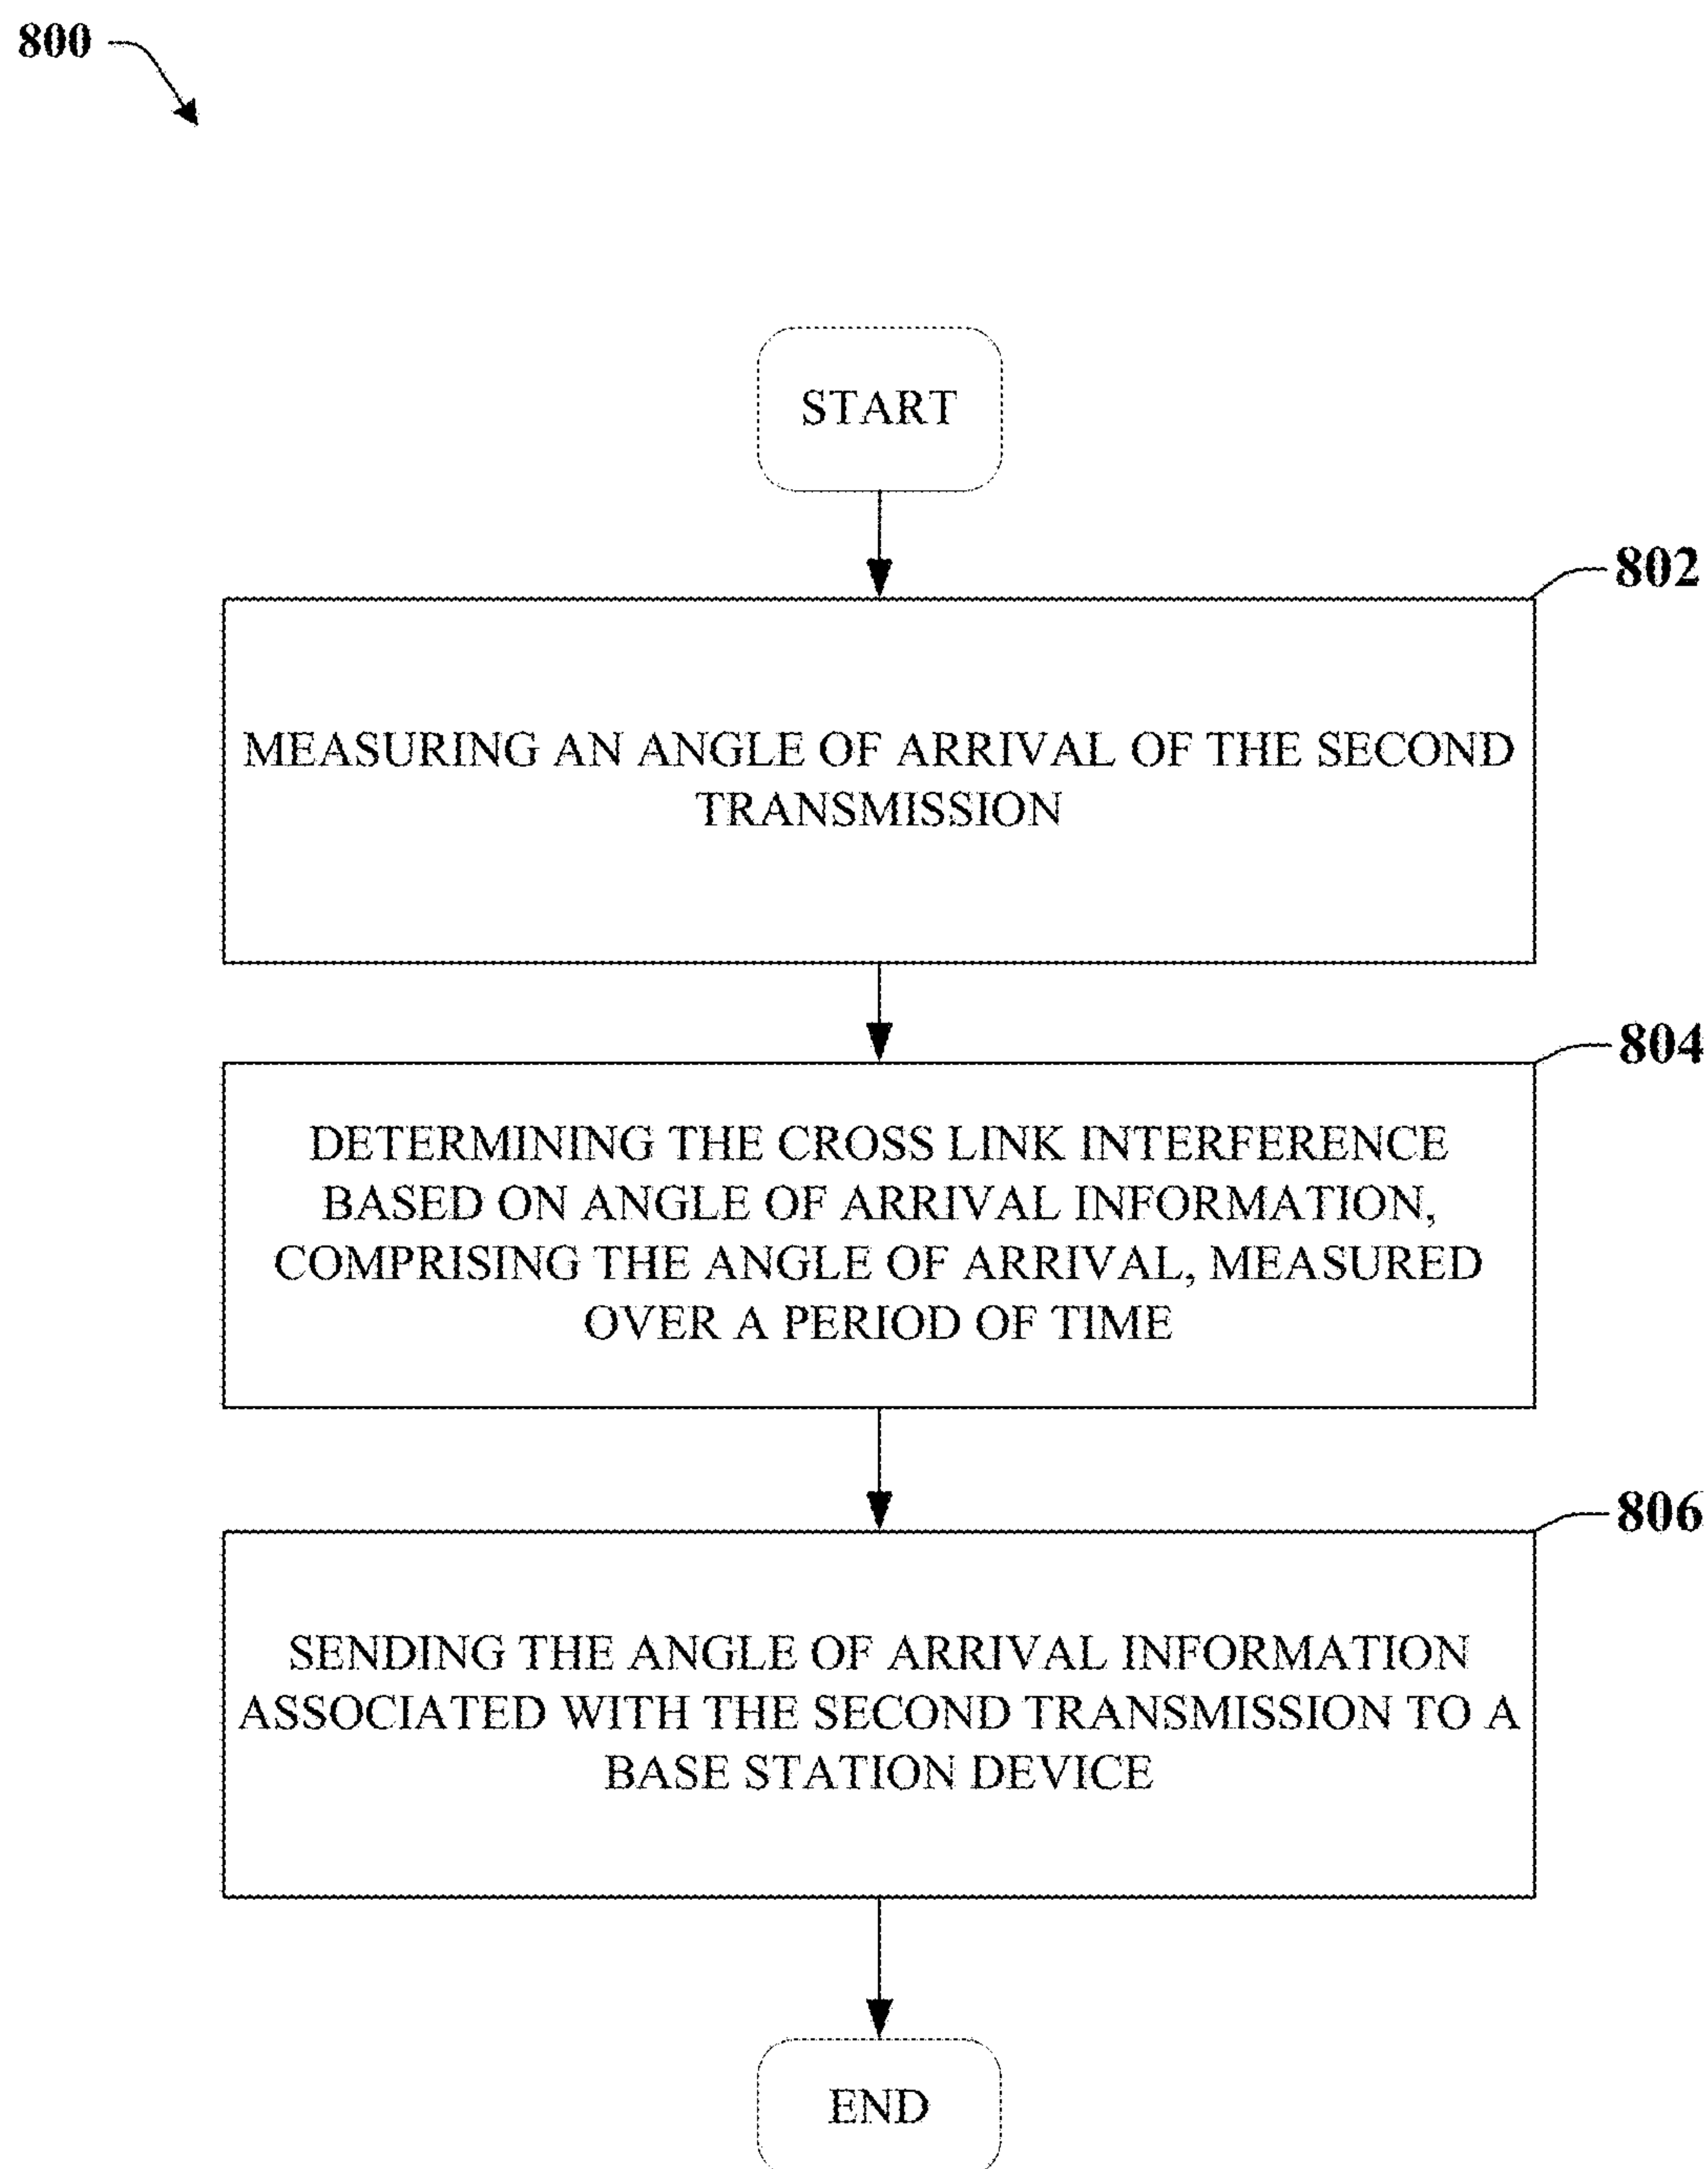 800
START
802
MEASURING AN ANGLE OF ARRIVAL OF THE SECOND
TRANSMISSION
804
DETERMINING THE CROSS LINK INTERFERENCE
BASED ON ANGLE OF ARRIVAL INFORMATION,
COMPRISING THE ANGLE OF ARRIVAL, MEASURED
OVER A PERIOD OF TIME
806
SENDING THE ANGLE OF ARRIVAL INFORMATION
ASSOCIATED WITH THE SECOND TRANSMISSION TO A
BASE STATION DEVICE
END